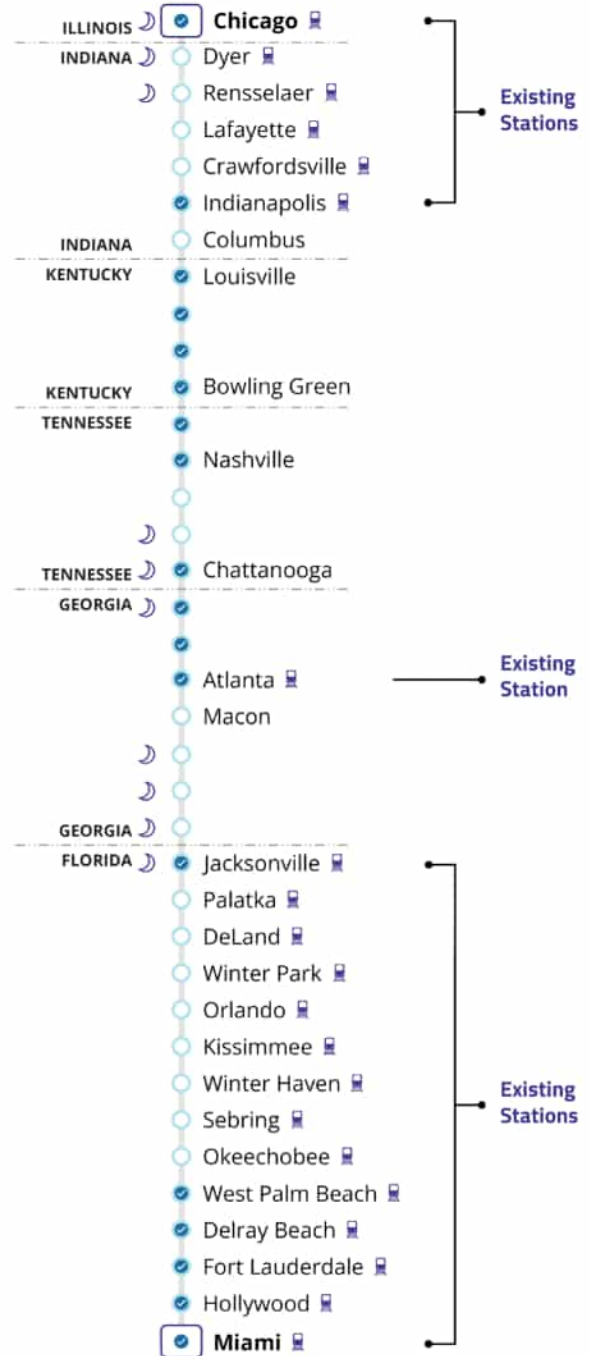 ILLINOIS Chicago
INDIANA Dyer
Rensselaer
Existing
Stations
Lafayette
Crawfordsville
Indianapolis
INDIANA Columbus
KENTUCKY Louisville
KENTUCKY Bowling Green
TENNESSEE
Nashville
TENNESSEE Chattanooga
GEORGIA
Atlanta
Existing
Station
Macon
GEORGIA
FLORIDA Jacksonville
Palatka
DeLand
Winter Park
Orlando
Kissimmee
Winter Haven
Existing
Stations
Sebring
Okeechobee
West Palm Beach
Delray Beach
Fort Lauderdale
Hollywood
Miami